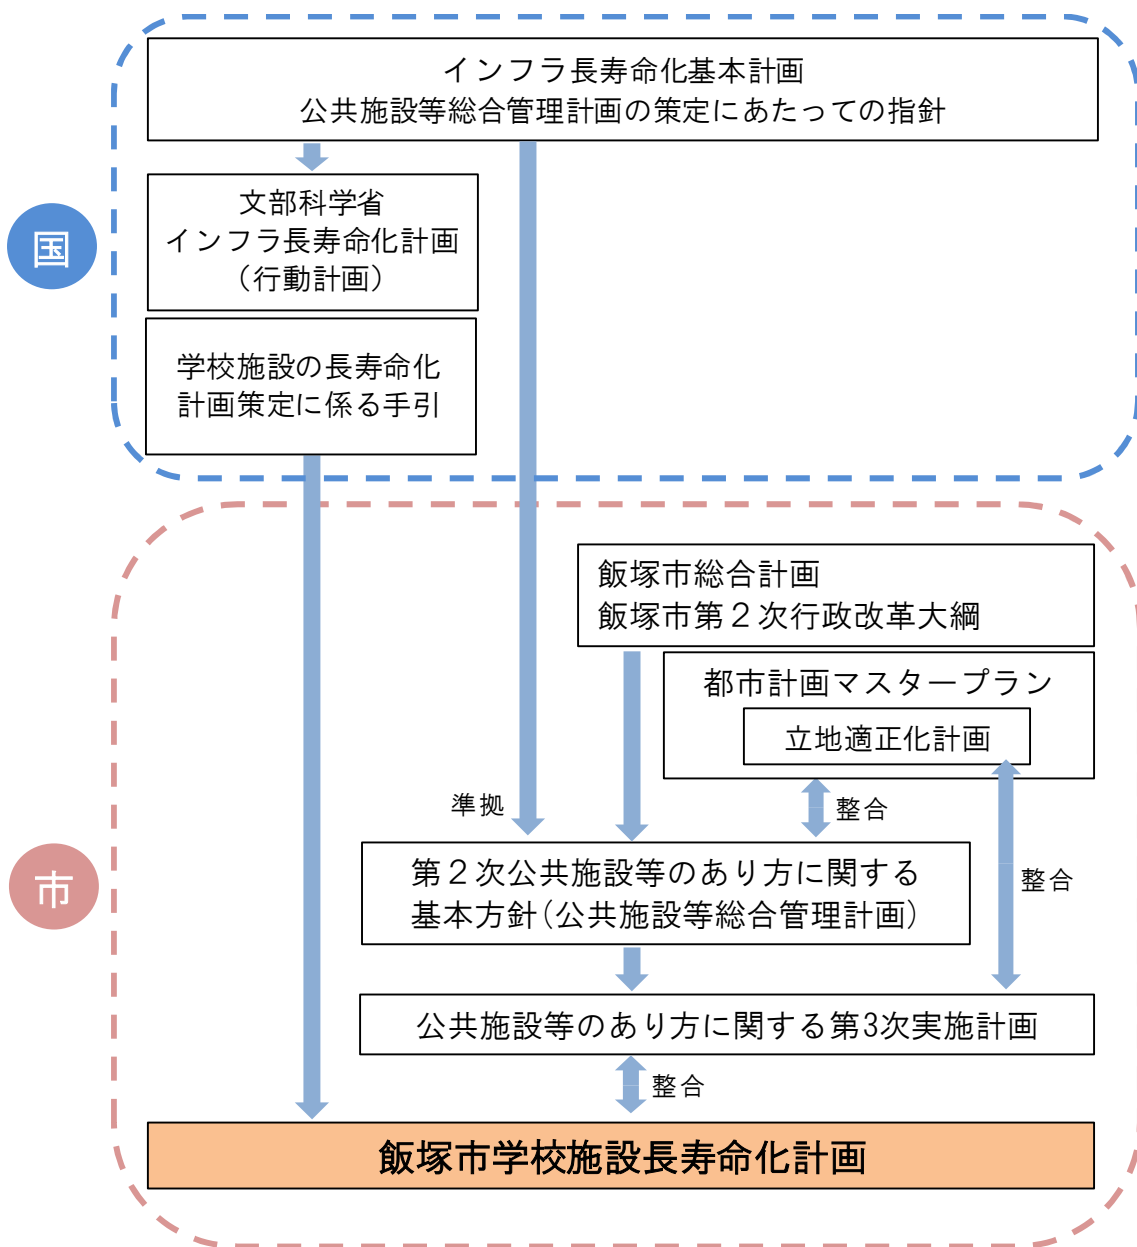 インフラ長寿命化基本計画
公共施設等総合管理計画の策定にあたっての指針
文部科学省
インフラ長寿命化計画
（行動計画）
国
学校施設の長寿命化
計画策定に係る手引
飯塚市総合計画
飯塚市第２次行政改革大綱
都市計画マスタープラン
立地適正化計画
準拠
整合
第２次公共施設等のあり方に関する
基本方針(公共施設等総合管理計画)
整合
市
公共施設等のあり方に関する第3次実施計画
整合
飯塚市学校施設長寿命化計画